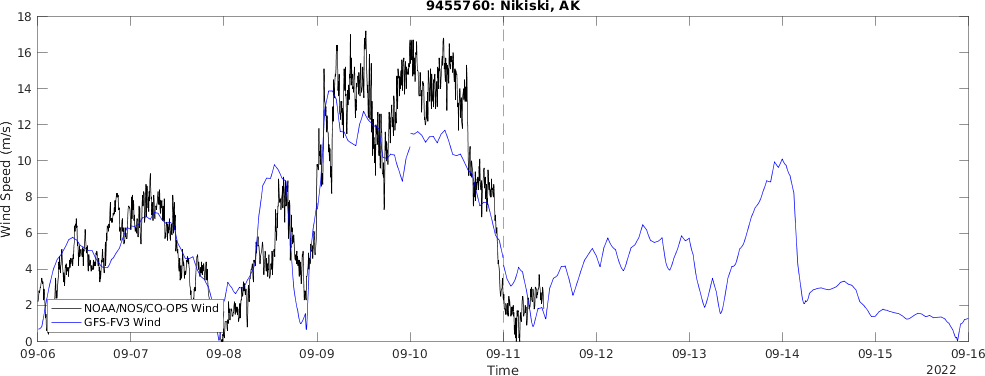 9455760: Nikiski, AK
Wind Speed (m/s)
18
16
14
12
10
8
6
4
2
0
NOAA/NOS/CO-OPS Wind
GFS-FV3 Wind
09-06 09-07 09-08 09-09 09-10 09-11 09-12 09-13 09-14 09-15 09-16
Time
2022